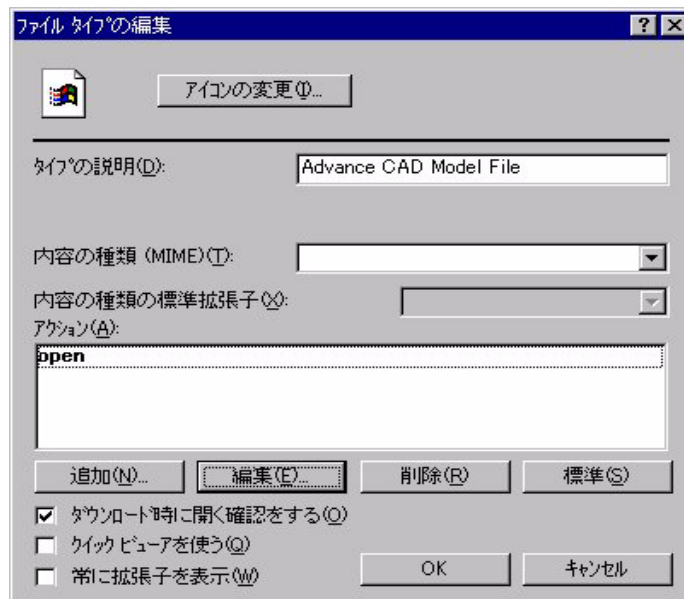 ファイル タイプの編集
アイコンの変更(I)...
タイプの説明(D):
Advance CAD Model File
内容の種類 (MIME)(T):
内容の種類の標準拡張子(X):
アクション(A):
open
追加(N)... 編集(E)... 削除(R) 標準(S)
ダウンロード時に開く確認をする(O)
クイック ビューアを使う(Q)
常に拡張子を表示(W)
OK キャンセル